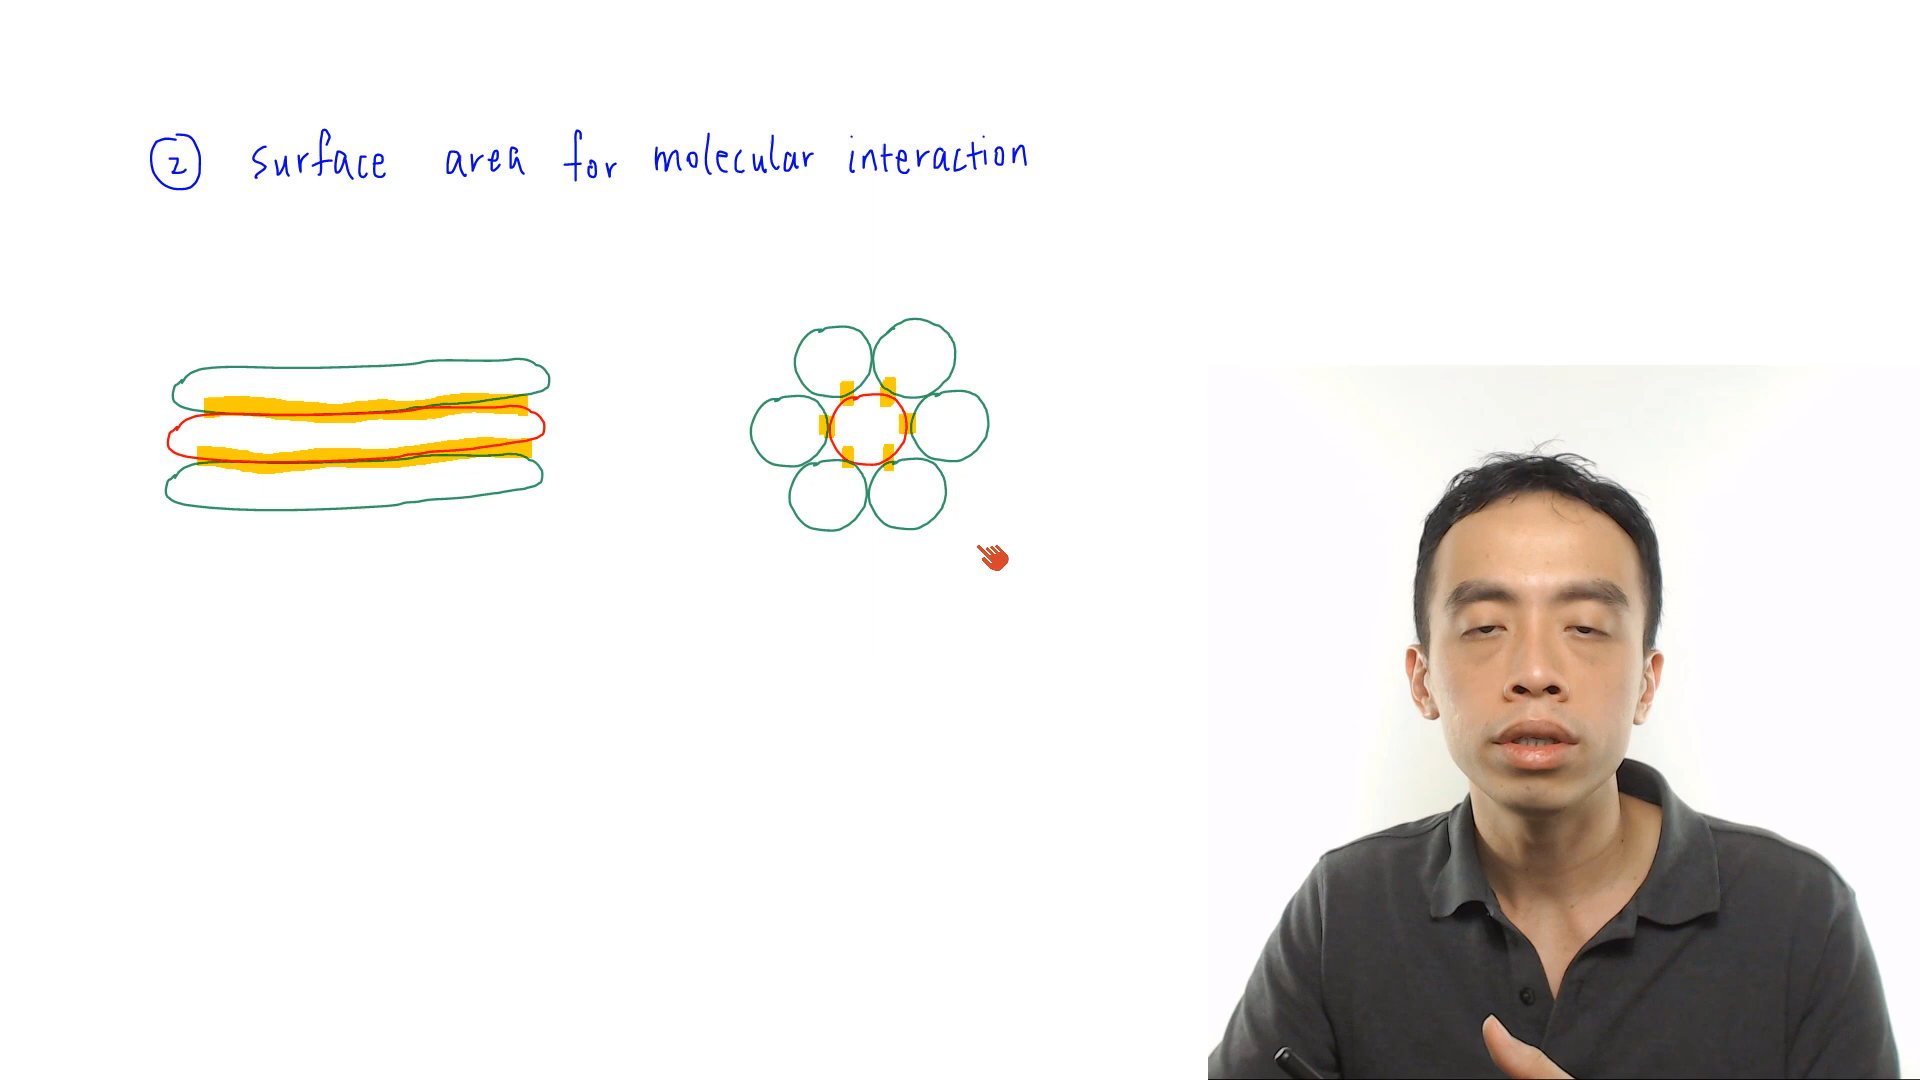 ② surface area for molecular interaction